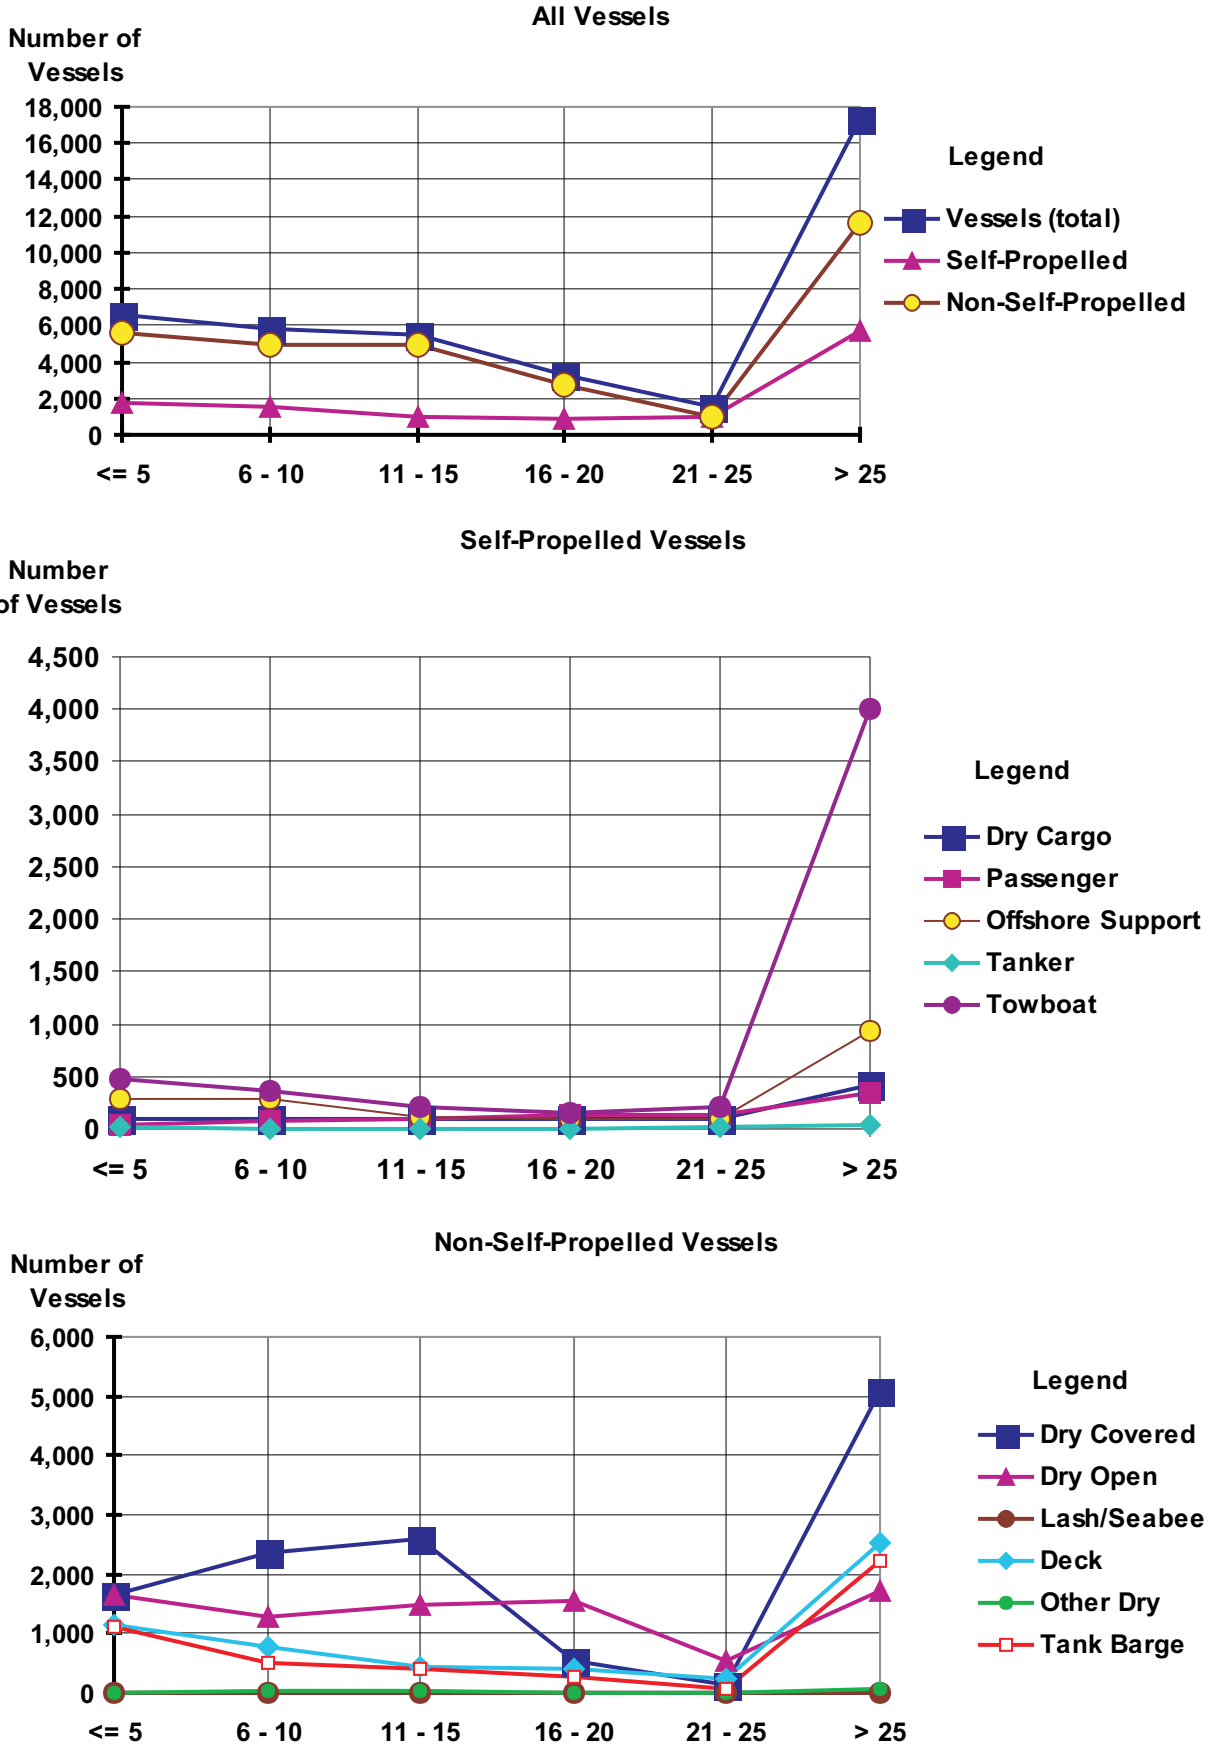 All Vessels
Number of
Vessels
18,000
16,000
14,000
12,000
10,000
8,000
6,000
4,000
2,000
0
<= 5
6 - 10
11 - 15
16 - 20
21 - 25
> 25
Legend
Vessels (total)
Self-Propelled
Non-Self-Propelled
Self-Propelled Vessels
Number
of Vessels
4,500
4,000
3,500
3,000
2,500
2,000
1,500
1,000
500
0
<= 5
6 - 10
11 - 15
16 - 20
21 - 25
> 25
Legend
Dry Cargo
Passenger
Offshore Support
Tanker
Towboat
Non-Self-Propelled Vessels
Number of
Vessels
6,000
5,000
4,000
3,000
2,000
1,000
0
<= 5
6 - 10
11 - 15
16 - 20
21 - 25
> 25
Legend
Dry Covered
Dry Open
Lash/Seabee
Deck
Other Dry
Tank Barge